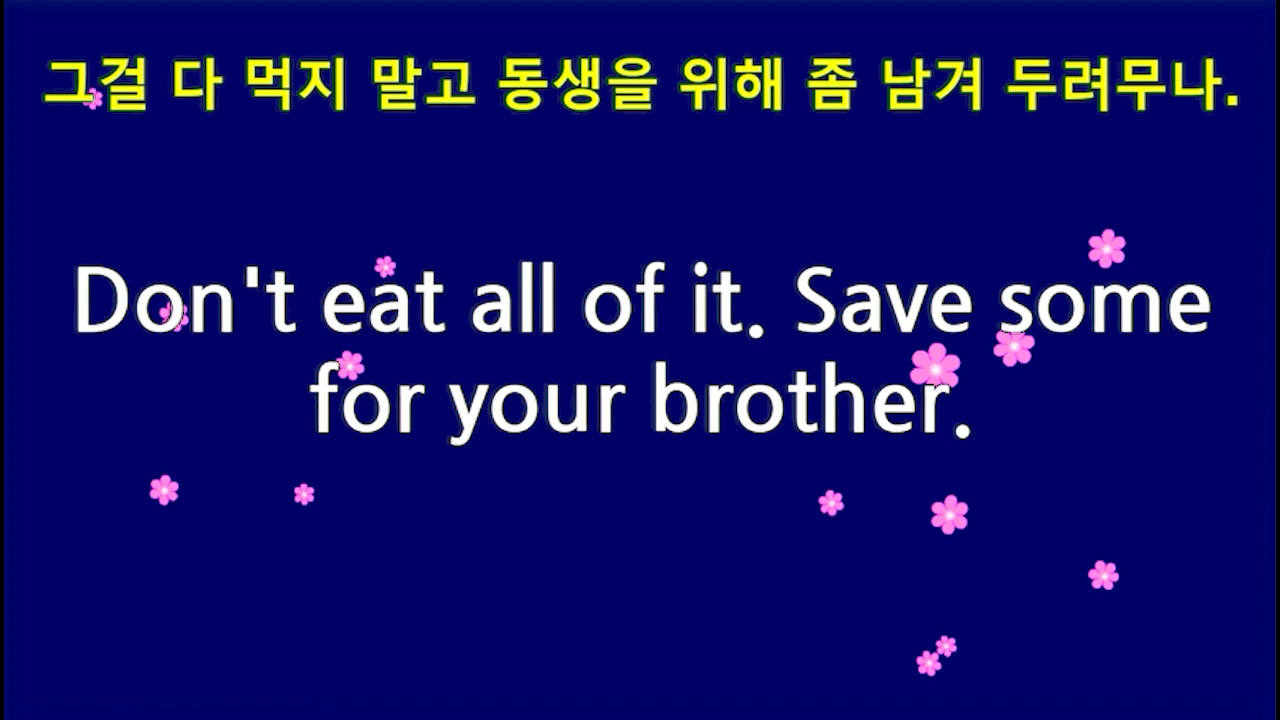 그걸 다 먹지 말고 동생을 위해 좀 남겨 두려무나.
Don't eat all of it. Save some
for your brother.